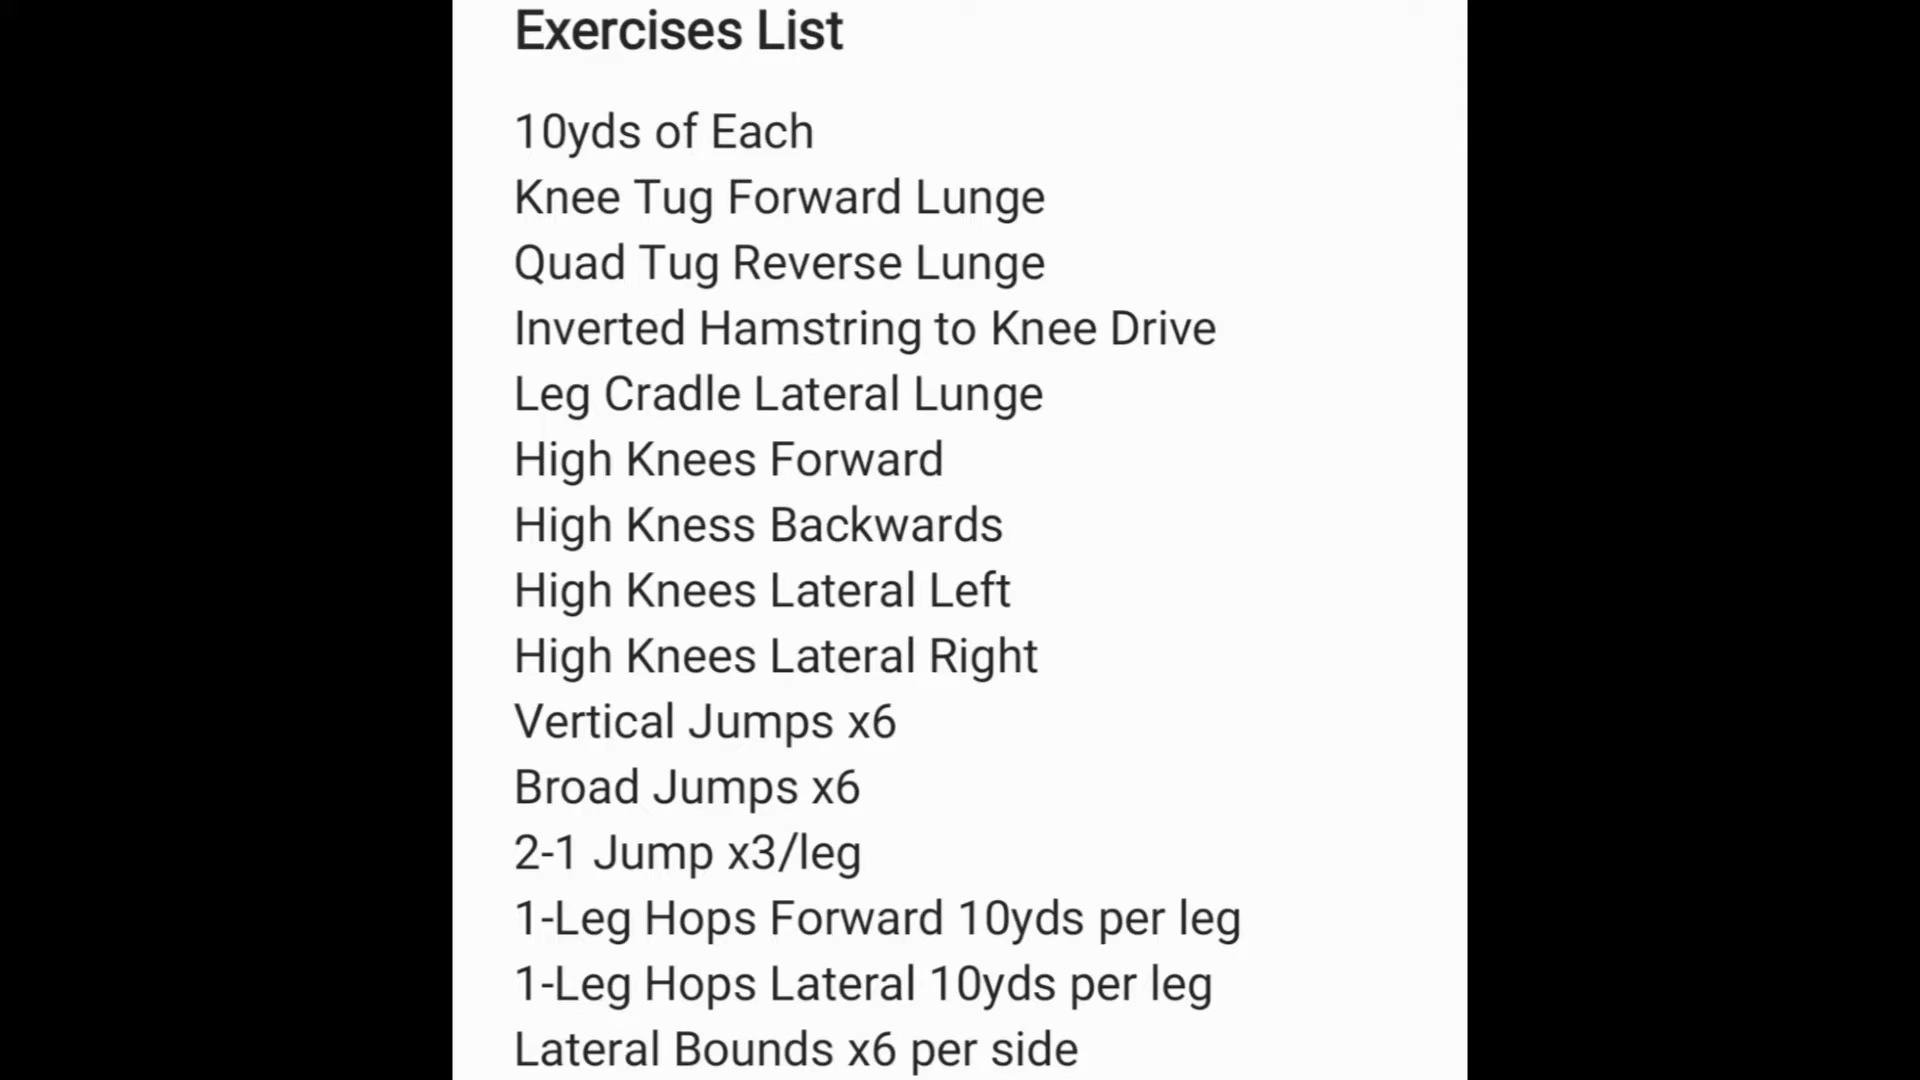 Exercises List
10yds of Each
Knee Tug Forward Lunge
Quad Tug Reverse Lunge
Inverted Hamstring to Knee Drive
Leg Cradle Lateral Lunge
High Knees Forward
High Kness Backwards
High Knees Lateral Left
High Knees Lateral Right
Vertical Jumps x6
Broad Jumps x6
2-1 Jump x3/leg
1-Leg Hops Forward 10yds per leg
1-Leg Hops Lateral 10yds per leg
Lateral Bounds x6 per side